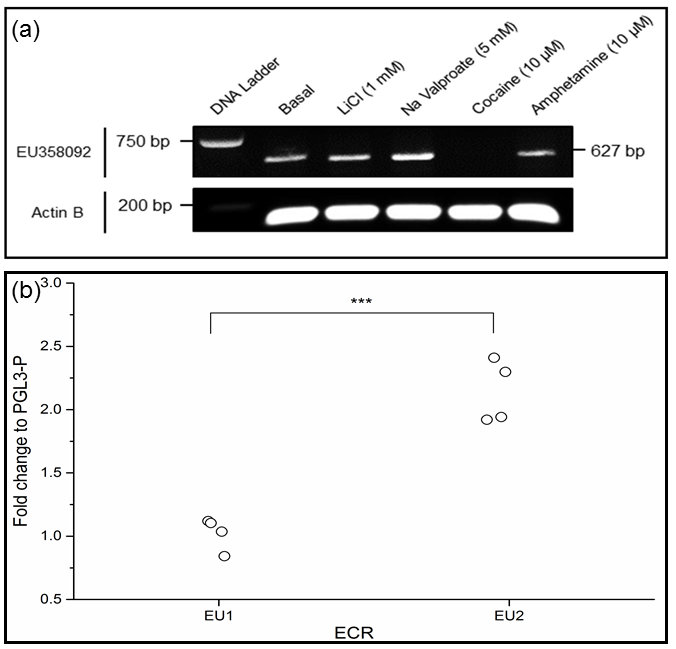 (a)
DNA Ladder
Basal
LiCl (1 mM)
Na Valproate (5 mM)
Cocaine (10 µM)
Amphetamine (10 µM)
EU358092
750 bp
627 bp
Actin B
200 bp
(b)
3.0
***
2.5
2.0
1.5
1.0
0.5
Fold change to PGL3-P
EU1
EU2
ECR